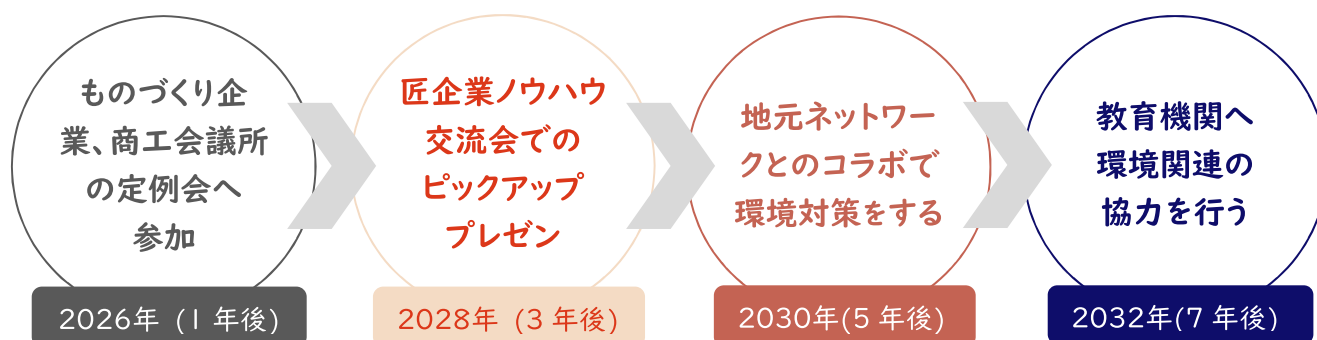 ものづくり企
業、商工会議所
の定例会へ
参加
2026年 (1 年後)
匠企業ノウハウ
交流会での
ピックアップ
プレゼン
2028年 (3 年後)
地元ネットワー
クとのコラボで
環境対策をする
2030年(5 年後)
教育機関へ
環境関連の
協力を行う
2032年(7 年後)